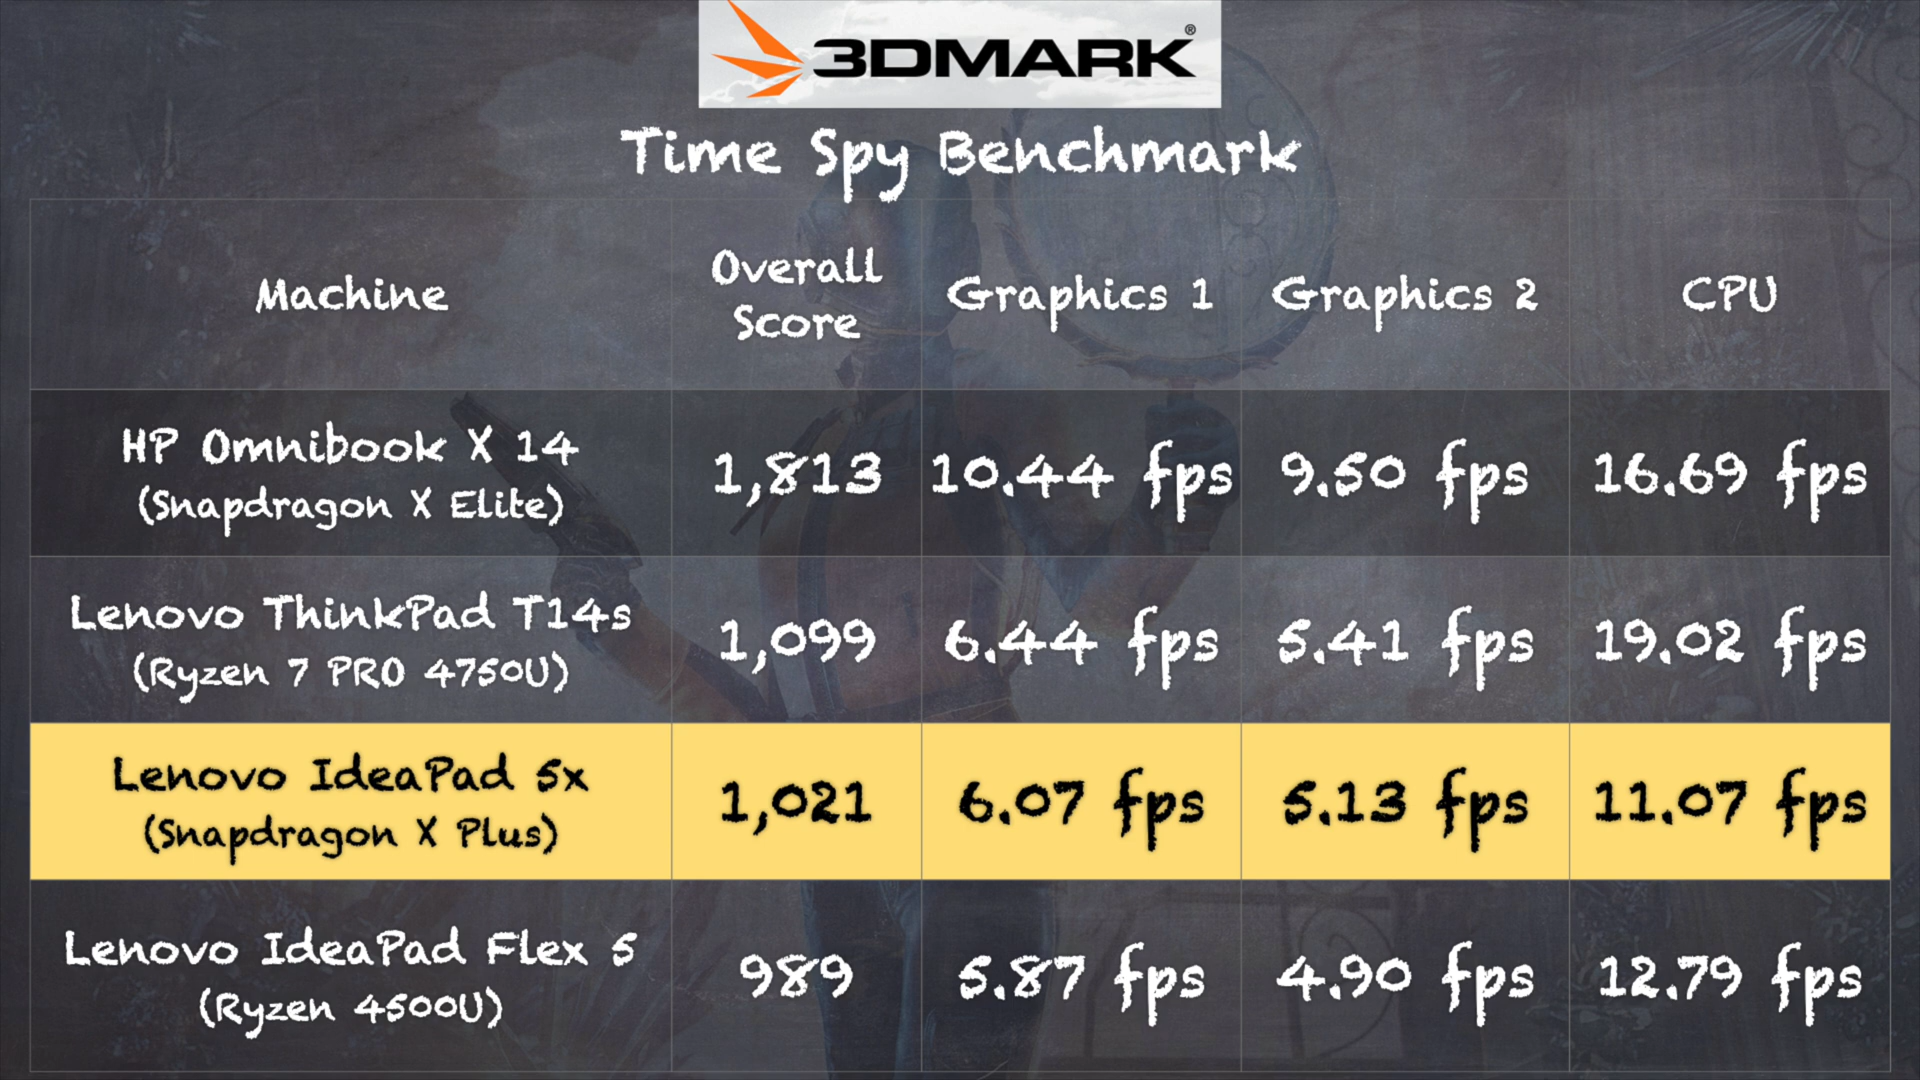 3DMARK®
Time Spy Benchmark
Machine
Overall
Score
Graphics 1
Graphics 2
CPU
HP Omnibook X 14
(Snapdragon X Elite)
1,813
10.44 fps
9.50 fps
16.69 fps
Lenovo ThinkPad T14s
(Ryzen 7 PRO 4750U)
1,099
6.44 fps
5.41 fps
19.02 fps
Lenovo IdeaPad 5x
(Snapdragon X Plus)
1,021
6.07 fps
5.13 fps
11.07 fps
Lenovo IdeaPad Flex 5
(Ryzen 4500U)
989
5.87 fps
4.90 fps
12.79 fps